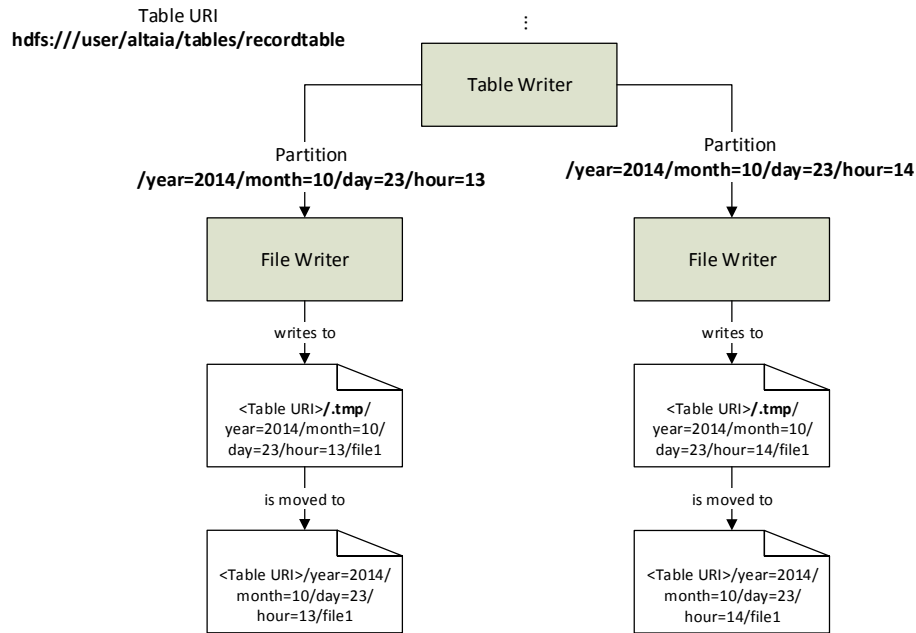 Table URI
hdfs:///user/altaia/tables/recordtable
⋮
Table Writer
Partition
/year=2014/month=10/day=23/hour=13
Partition
/year=2014/month=10/day=23/hour=14
File Writer
File Writer
writes to
writes to
<Table URI>/.tmp/
year=2014/month=10/
day=23/hour=13/file1
<Table URI>/.tmp/
year=2014/month=10/
day=23/hour=14/file1
is moved to
is moved to
<Table URI>/year=2014/
month=10/day=23/
hour=13/file1
<Table URI>/year=2014/
month=10/day=23/
hour=14/file1